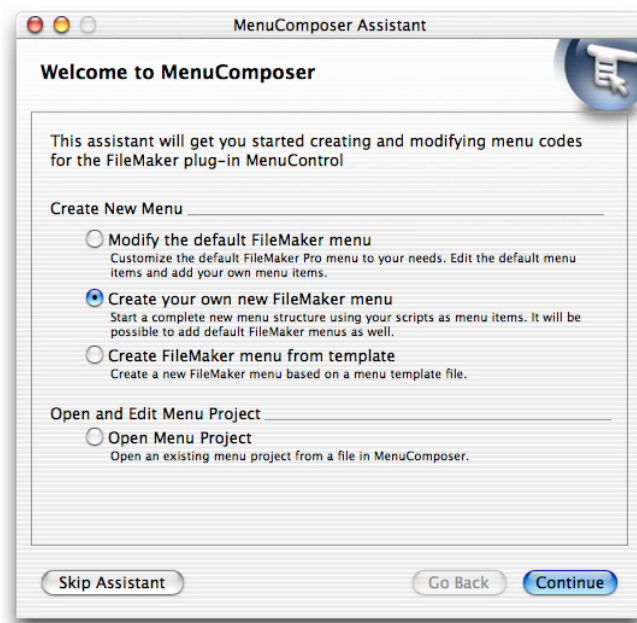 MenuComposer Assistant
Welcome to MenuComposer
This assistant will get you started creating and modifying menu codes
for the FileMaker plug-in MenuControl
Create New Menu
Modify the default FileMaker menu
Customize the default FileMaker Pro menu to your needs. Edit the default menu
items and add your own menu items.
Create your own new FileMaker menu
Start a complete new menu structure using your scripts as menu items. It will be
possible to add default FileMaker menus as well.
Create FileMaker menu from template
Create a new FileMaker menu based on a menu template file.
Open and Edit Menu Project
Open Menu Project
Open an existing menu project from a file in MenuComposer.
Skip Assistant
Go Back
Continue